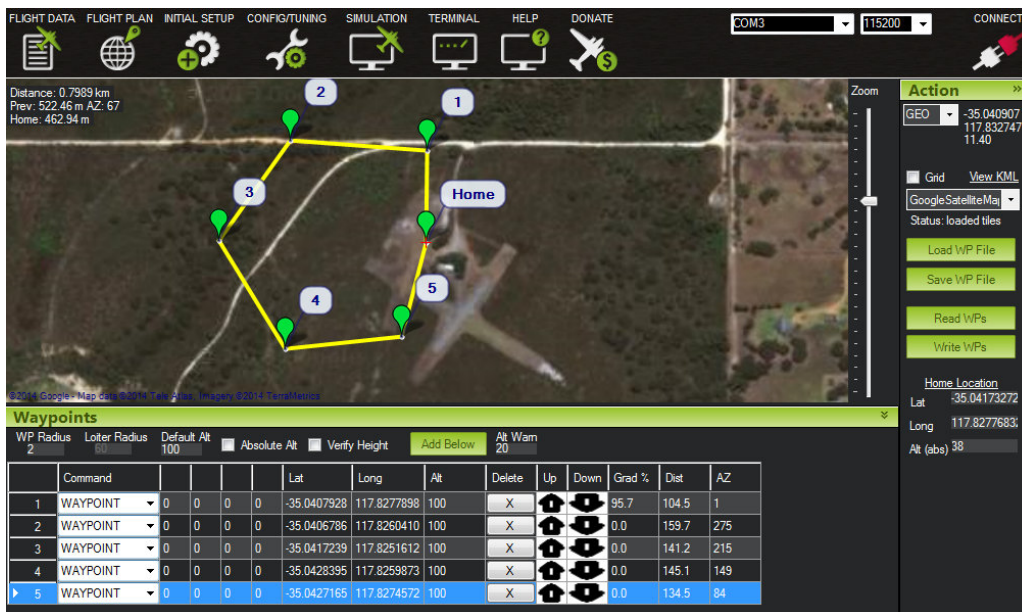 FLIGHT DATA FLIGHT PLAN INITIAL SETUP CONFIG/TUNING SIMULATION TERMINAL HELP DONATE COM3 115200 CONNECT
Distance: 0.7989 km
Prev: 522.46 m AZ: 67
Home: 462.94 m
2
1
3
Home
4
5
©2014 Google - Map data ©2014 Tele Atlas, Imagery ©2014 TerraMetrics
Zoom
Action »
GEO -35.040907
117.832747
11.40
Grid View KML
GoogleSatelliteMap
Status: loaded tiles
Load WP File
Save WP File
Read WPs
Write WPs
Home Location
Lat -35.04173272
Long 117.8277683
Alt (abs) 38
Waypoints
WP Radius Loiter Radius Default Alt Absolute Alt Verify Height Add Below Alt Warn
2 60 100 20
Command Lat Long Alt Delete Up Down Grad % Dist AZ
1 WAYPOINT 0 0 0 0 -35.0407928 117.8277898 100 X 95.7 104.5 1
2 WAYPOINT 0 0 0 0 -35.0406786 117.8260410 100 X 0.0 159.7 275
3 WAYPOINT 0 0 0 0 -35.0417239 117.8251612 100 X 0.0 141.2 215
4 WAYPOINT 0 0 0 0 -35.0428395 117.8259873 100 X 0.0 145.1 149
5 WAYPOINT 0 0 0 0 -35.0427165 117.8274572 100 X 0.0 134.5 84